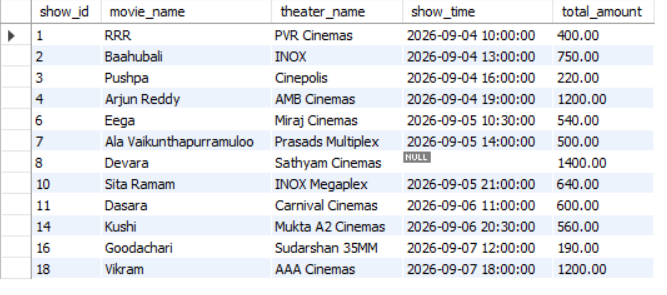 show_id movie_name theater_name show_time total_amount
1 RRR PVR Cinemas 2026-09-04 10:00:00 400.00
2 Baahubali INOX 2026-09-04 13:00:00 750.00
3 Pushpa Cinepolis 2026-09-04 16:00:00 220.00
4 Arjun Reddy AMB Cinemas 2026-09-04 19:00:00 1200.00
6 Eega Miraj Cinemas 2026-09-05 10:30:00 540.00
7 Ala Vaikunthapurramuloo Prasads Multiplex 2026-09-05 14:00:00 500.00
8 Devara Sathyam Cinemas NULL 1400.00
10 Sita Ramam INOX Megaplex 2026-09-05 21:00:00 640.00
11 Dasara Carnival Cinemas 2026-09-06 11:00:00 600.00
14 Kushi Mukta A2 Cinemas 2026-09-06 20:30:00 560.00
16 Goodachari Sudarshan 35MM 2026-09-07 12:00:00 190.00
18 Vikram AAA Cinemas 2026-09-07 18:00:00 1200.00